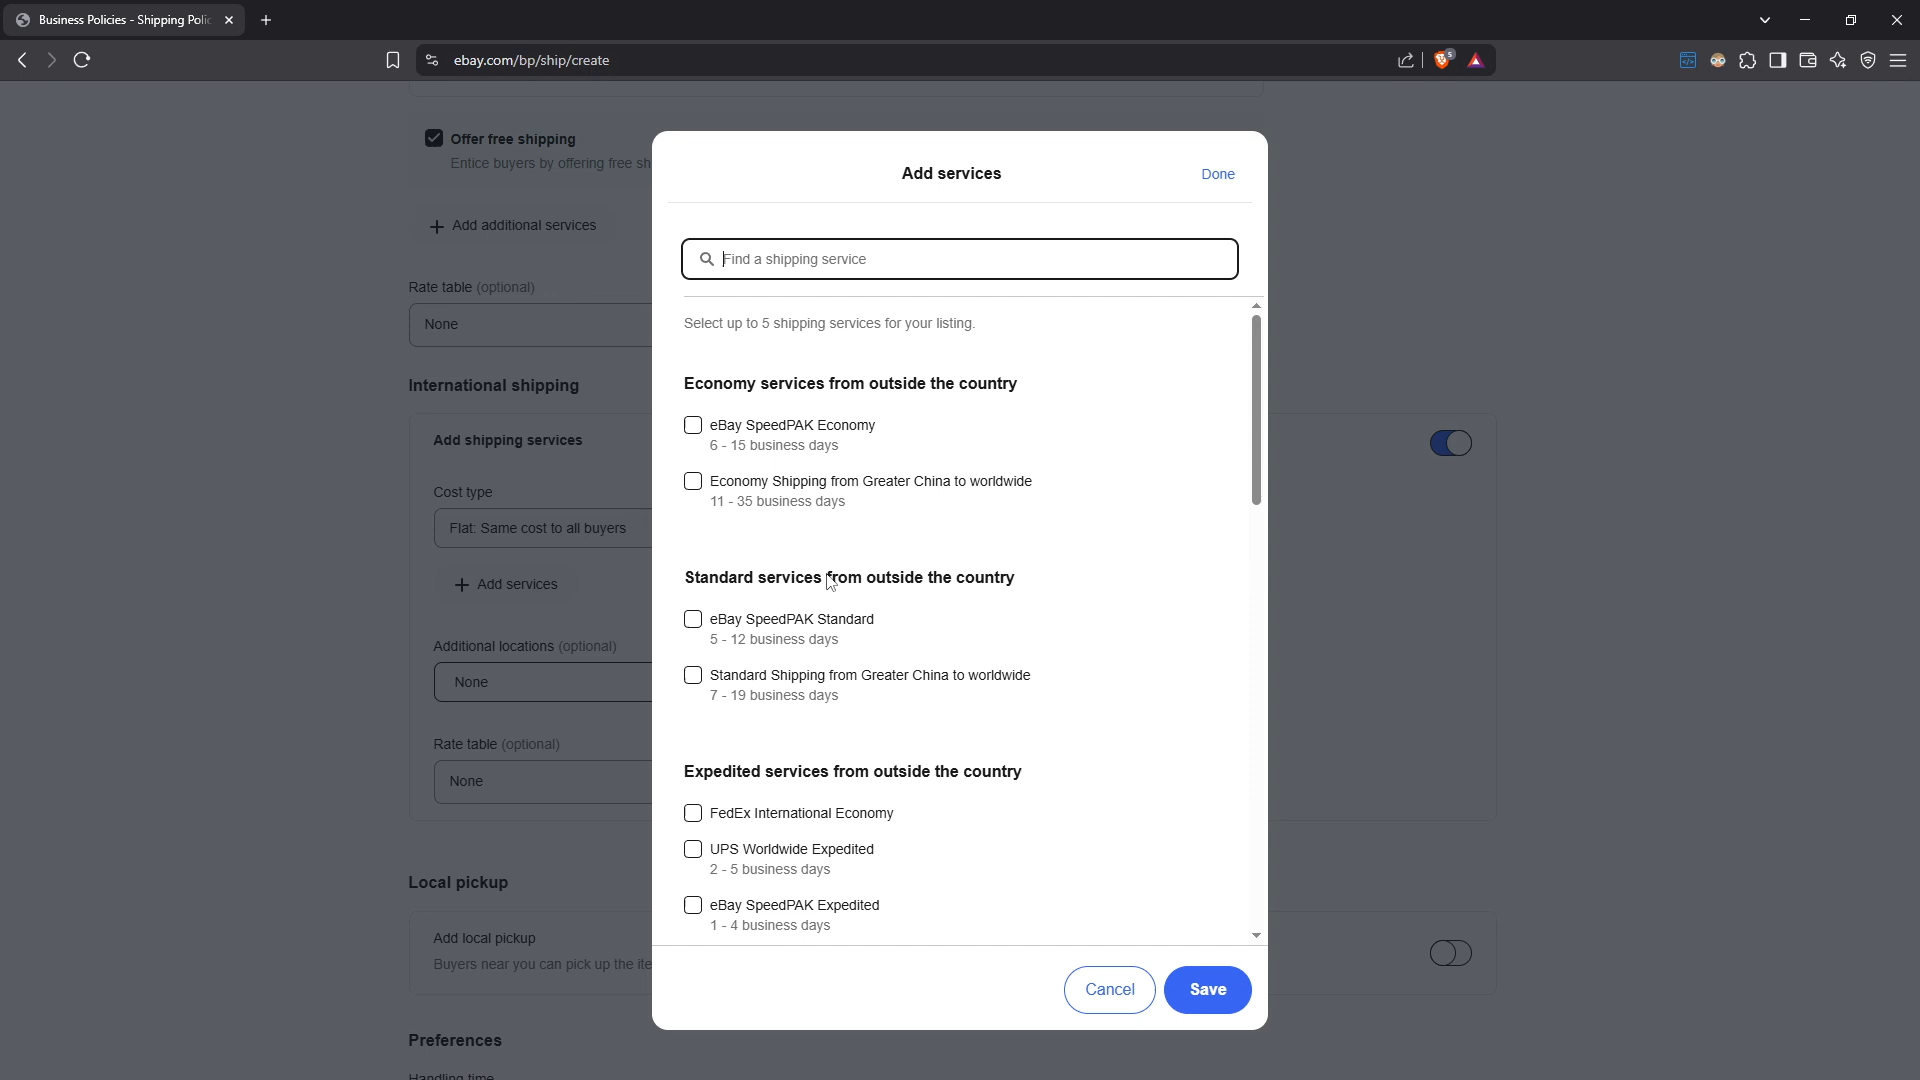 Business Policies - Shipping Polic
ebay.com/bp/ship/create
5
Offer free shipping
Entice buyers by offering free sh
Add additional services
Rate table (optional)
None
International shipping
Add shipping services
Cost type
Flat: Same cost to all buyers
Add services
Additional locations (optional)
None
Rate table (optional)
None
Local pickup
Add local pickup
Buyers near you can pick up the ite
Preferences
Handling time
Add services
Done
Find a shipping service
Select up to 5 shipping services for your listing.
Economy services from outside the country
eBay SpeedPAK Economy
6 - 15 business days
Economy Shipping from Greater China to worldwide
11 - 35 business days
Standard services from outside the country
eBay SpeedPAK Standard
5 - 12 business days
Standard Shipping from Greater China to worldwide
7 - 19 business days
Expedited services from outside the country
FedEx International Economy
UPS Worldwide Expedited
2 - 5 business days
eBay SpeedPAK Expedited
1 - 4 business days
Cancel
Save